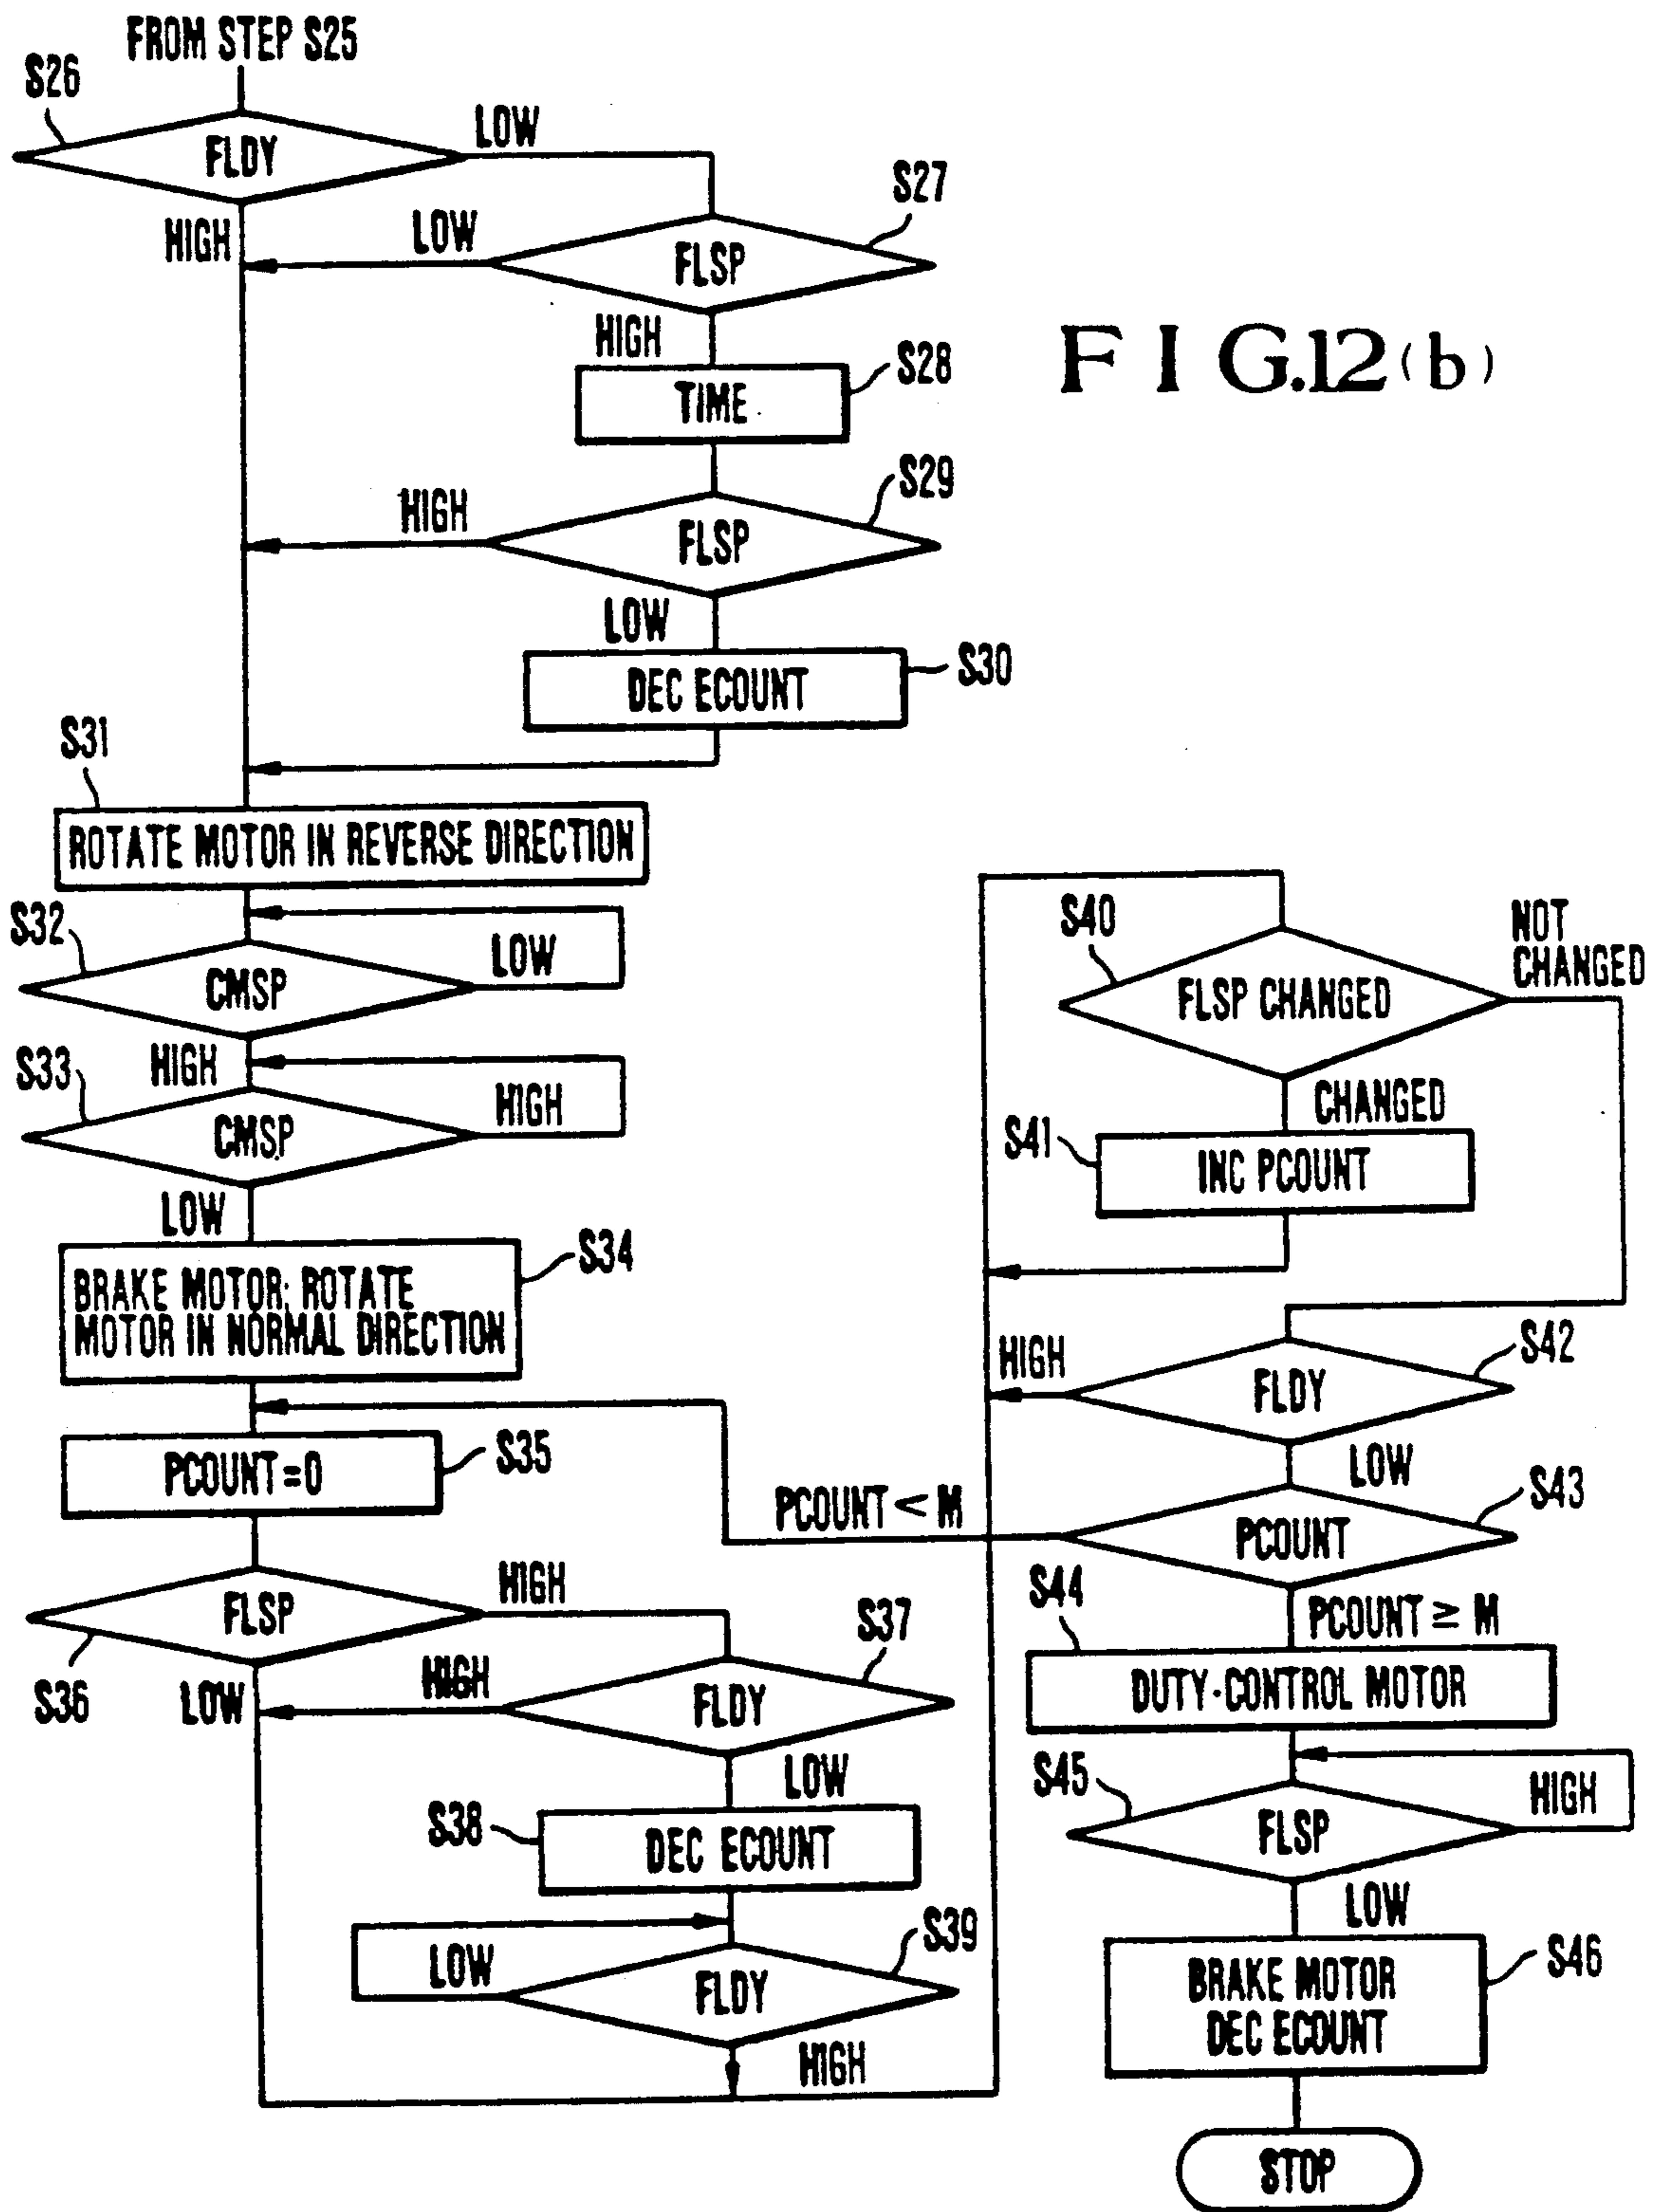 FROM STEP S25
S26
FLDY
LOW
HIGH
S27
LOW
FLSP
HIGH
S28
TIME
F I G.12(b)
S29
HIGH
FLSP
LOW
S30
DEC ECOUNT
S31
ROTATE MOTOR IN REVERSE DIRECTION
S32
CMSP
LOW
HIGH
S33
CMSP
HIGH
LOW
S34
BRAKE MOTOR; ROTATE
MOTOR IN NORMAL DIRECTION
S35
PCOUNT=0
S36
FLSP
HIGH
LOW
S37
HIGH
FLDY
LOW
S38
DEC ECOUNT
S39
LOW
FLDY
HIGH
S40
FLSP CHANGED
NOT
CHANGED
CHANGED
S41
INC PCOUNT
S42
HIGH
FLDY
LOW
S43
PCOUNT < M
PCOUNT
PCOUNT ≥ M
S44
DUTY-CONTROL MOTOR
S45
FLSP
HIGH
LOW
S46
BRAKE MOTOR
DEC ECOUNT
STOP